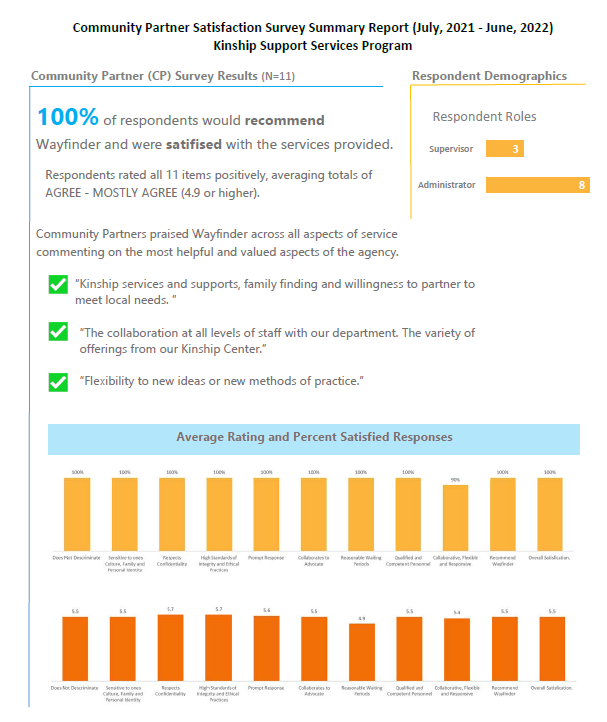 Community Partner Satisfaction Survey Summary Report (July, 2021 - June, 2022)
Kinship Support Services Program
Community Partner (CP) Survey Results (N=11)
100% of respondents would recommend
Wayfinder and were satifised with the services provided.
Respondents rated all 11 items positively, averaging totals of
AGREE - MOSTLY AGREE (4.9 or higher).
Respondent Demographics
Respondent Roles
Supervisor 3
Administrator 8
Community Partners praised Wayfinder across all aspects of service
commenting on the most helpful and valued aspects of the agency.
“Kinship services and supports, family finding and willingness to partner to
meet local needs. ”
“The collaboration at all levels of staff with our department. The variety of
offerings from our Kinship Center.”
“Flexibility to new ideas or new methods of practice.”
Average Rating and Percent Satisfied Responses
100% 100% 100% 100% 100% 100% 100% 100% 90% 100% 100%
Does Not Descriminate Sensitive to ones Respects High Standards of Prompt Response Collaborates to Reasonable Waiting Qualified and Collaborative, Flexible Recommend Overall Satisfication
Culture, Family and Confidentiality Integrity and Ethical Advocate Periods Competent Personnel and Responsive Wayfinder
Personal Identity Practices
5.5 5.5 5.7 5.7 5.6 5.5 4.9 5.5 5.4 5.5 5.5
Does Not Descriminate Sensitive to ones Respects High Standards of Prompt Response Collaborates to Reasonable Waiting Qualified and Collaborative, Flexible Recommend Overall Satisfication
Culture, Family and Confidentiality Integrity and Ethical Advocate Periods Competent Personnel and Responsive Wayfinder
Personal Identity Practices